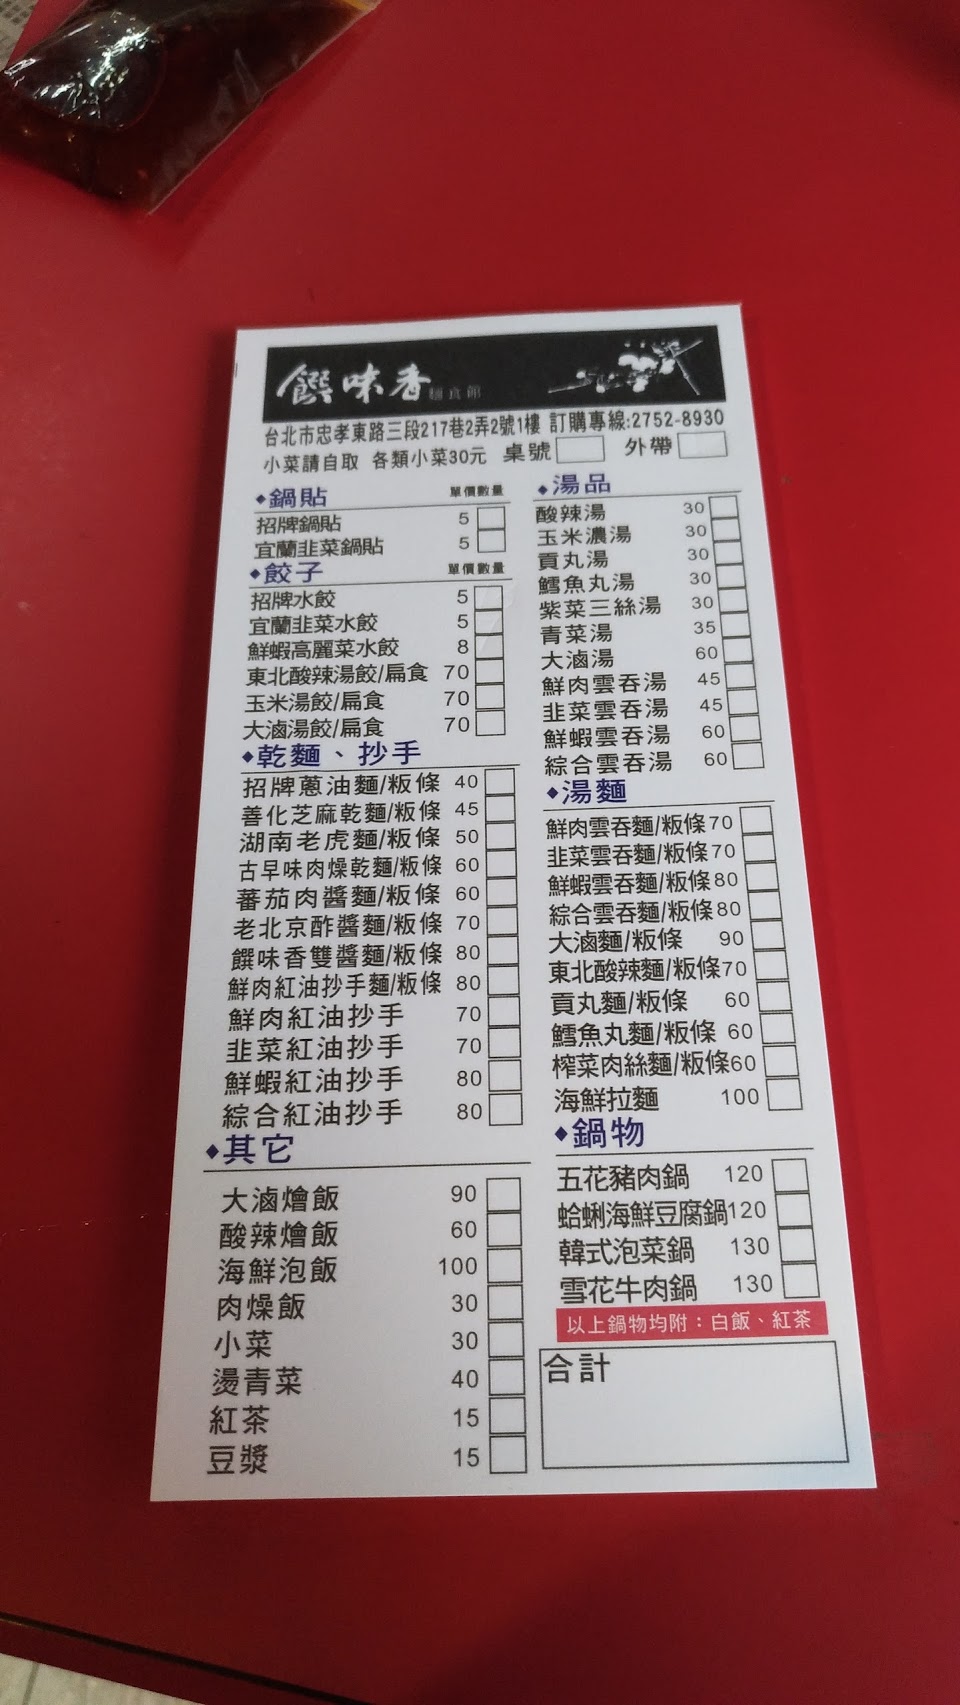 饌味香 麵食館
台北市忠孝東路三段217巷2弄2號1樓 訂購專線:2752-8930
小菜請自取 各類小菜30元 桌號 外帶
◆鍋貼 單價數量
招牌鍋貼 5
宜蘭韭菜鍋貼 5
◆餃子 單價數量
招牌水餃 5
宜蘭韭菜水餃 5
鮮蝦高麗菜水餃 8
東北酸辣湯餃/扁食 70
玉米湯餃/扁食 70
大滷湯餃/扁食 70
◆乾麵、抄手
招牌蔥油麵/粄條 40
善化芝麻乾麵/粄條 45
湖南老虎麵/粄條 50
古早味肉燥乾麵/粄條 60
蕃茄肉醬麵/粄條 60
老北京酢醬麵/粄條 70
饌味香雙醬麵/粄條 80
鮮肉紅油抄手麵/粄條 80
鮮肉紅油抄手 70
韭菜紅油抄手 70
鮮蝦紅油抄手 80
綜合紅油抄手 80
◆其它
大滷燴飯 90
酸辣燴飯 60
海鮮泡飯 100
肉燥飯 30
小菜 30
燙青菜 40
紅茶 15
豆漿 15
◆湯品
酸辣湯 30
玉米濃湯 30
貢丸湯 30
鱈魚丸湯 30
紫菜三絲湯 30
青菜湯 35
大滷湯 60
鮮肉雲吞湯 45
韭菜雲吞湯 45
鮮蝦雲吞湯 60
綜合雲吞湯 60
◆湯麵
鮮肉雲吞麵/粄條 70
韭菜雲吞麵/粄條 70
鮮蝦雲吞麵/粄條 80
綜合雲吞麵/粄條 80
大滷麵/粄條 90
東北酸辣麵/粄條 70
貢丸麵/粄條 60
鱈魚丸麵/粄條 60
榨菜肉絲麵/粄條 60
海鮮拉麵 100
◆鍋物
五花豬肉鍋 120
蛤蜊海鮮豆腐鍋 120
韓式泡菜鍋 130
雪花牛肉鍋 130
以上鍋物均附：白飯、紅茶
合計